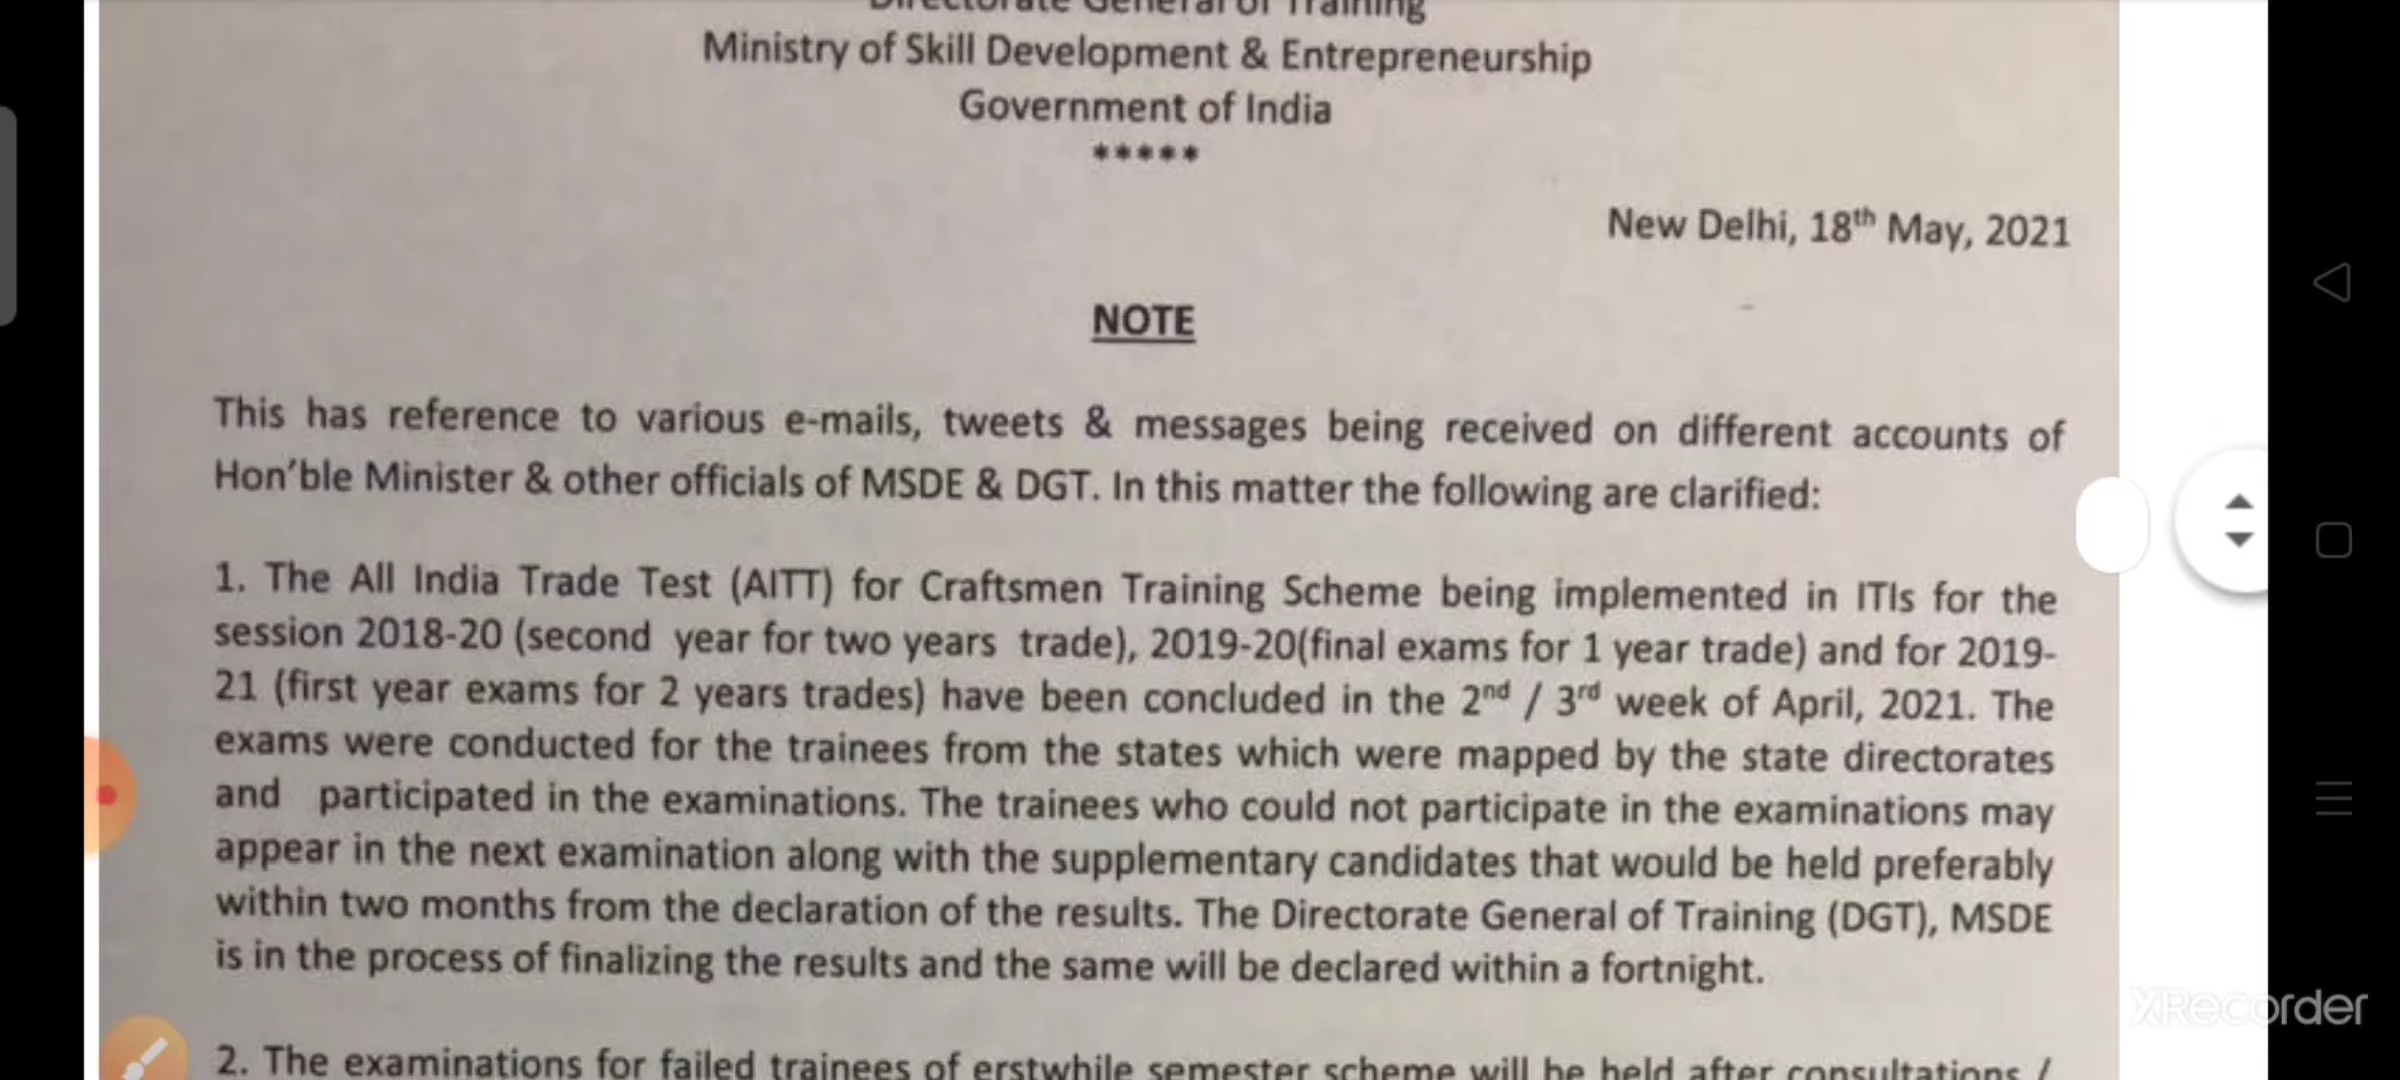 Directorate General of Training
Ministry of Skill Development & Entrepreneurship
Government of India
*****
New Delhi, 18th May, 2021
NOTE
This has reference to various e-mails, tweets & messages being received on different accounts of
Hon'ble Minister & other officials of MSDE & DGT. In this matter the following are clarified:
1. The All India Trade Test (AITT) for Craftsmen Training Scheme being implemented in ITIs for the
session 2018-20 (second year for two years trade), 2019-20(final exams for 1 year trade) and for 2019-
21 (first year exams for 2 years trades) have been concluded in the 2nd / 3rd week of April, 2021. The
exams were conducted for the trainees from the states which were mapped by the state directorates
and participated in the examinations. The trainees who could not participate in the examinations may
appear in the next examination along with the supplementary candidates that would be held preferably
within two months from the declaration of the results. The Directorate General of Training (DGT), MSDE
is in the process of finalizing the results and the same will be declared within a fortnight.
2. The examinations for failed trainees of erstwhile semester scheme will be held after consultations /
XRecorder